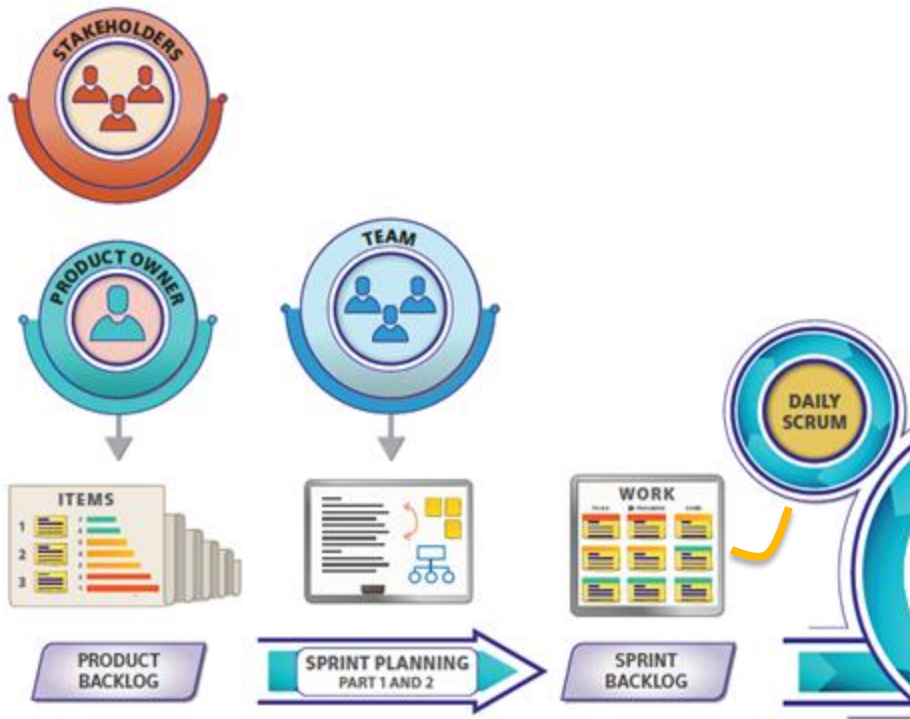 STAKEHOLDERS
PRODUCT OWNER
TEAM
DAILY
SCRUM
ITEMS
1
2
3
WORK
PRODUCT
BACKLOG
SPRINT PLANNING
PART 1 AND 2
SPRINT
BACKLOG